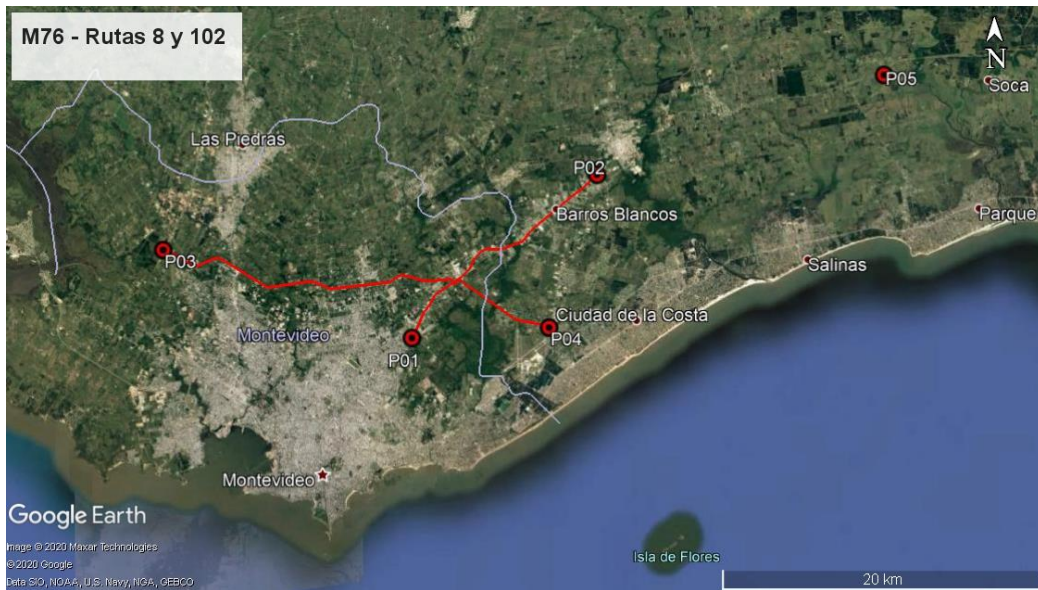 M76 - Rutas 8 y 102
N
P05
Soca
Las Piedras
P02
Barros Blancos
Parque
P03
Salinas
Ciudad de la Costa
Montevideo
P04
P01
Montevideo
Google Earth
Image © 2020 Maxar Technologies
© 2020 Google
Data SIO, NOAA, U.S. Navy, NGA, GEBCO
Isla de Flores
20 km